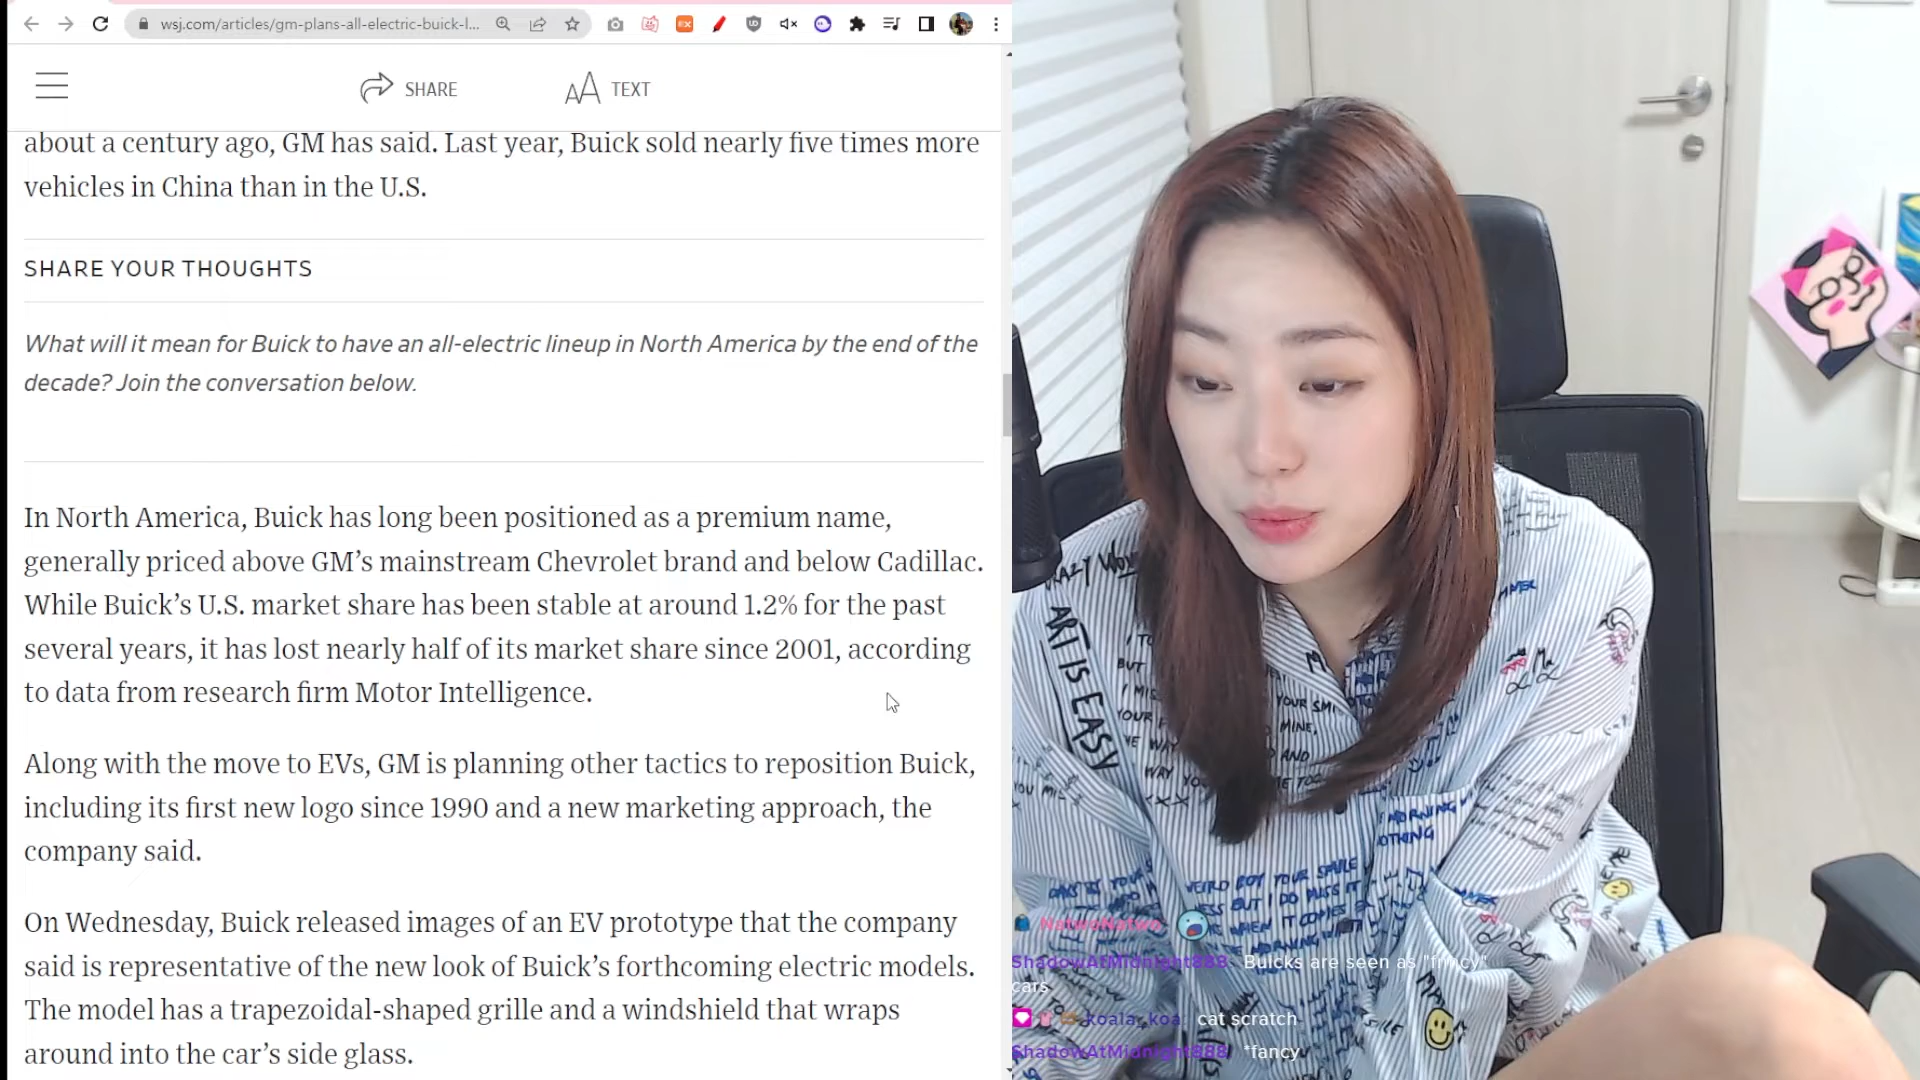 wsj.com/articles/gm-plans-all-electric-buick-l...
SHARE
TEXT
about a century ago, GM has said. Last year, Buick sold nearly five times more
vehicles in China than in the U.S.
SHARE YOUR THOUGHTS
What will it mean for Buick to have an all-electric lineup in North America by the end of the
decade? Join the conversation below.
In North America, Buick has long been positioned as a premium name,
generally priced above GM’s mainstream Chevrolet brand and below Cadillac.
While Buick’s U.S. market share has been stable at around 1.2% for the past
several years, it has lost nearly half of its market share since 2001, according
to data from research firm Motor Intelligence.
Along with the move to EVs, GM is planning other tactics to reposition Buick,
including its first new logo since 1990 and a new marketing approach, the
company said.
On Wednesday, Buick released images of an EV prototype that the company
said is representative of the new look of Buick’s forthcoming electric models.
The model has a trapezoidal-shaped grille and a windshield that wraps
around into the car’s side glass.
ART IS EASY
NatwoNatwo
ShadowAtMidnight888 Buicks are seen as "fnncy"
cars
koala_koa cat scratch
ShadowAtMidnight888 *fancy